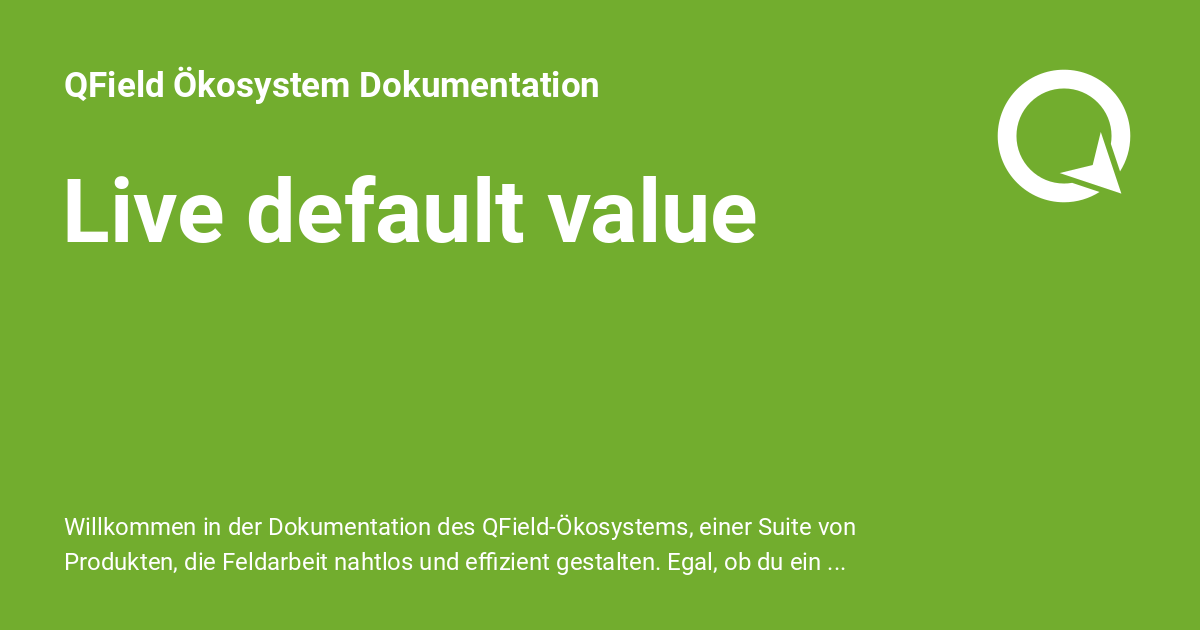 QField Ökosystem Dokumentation
Live default value
Willkommen in der Dokumentation des QField-Ökosystems, einer Suite von
Produkten, die Feldarbeit nahtlos und effizient gestalten. Egal, ob du ein ...